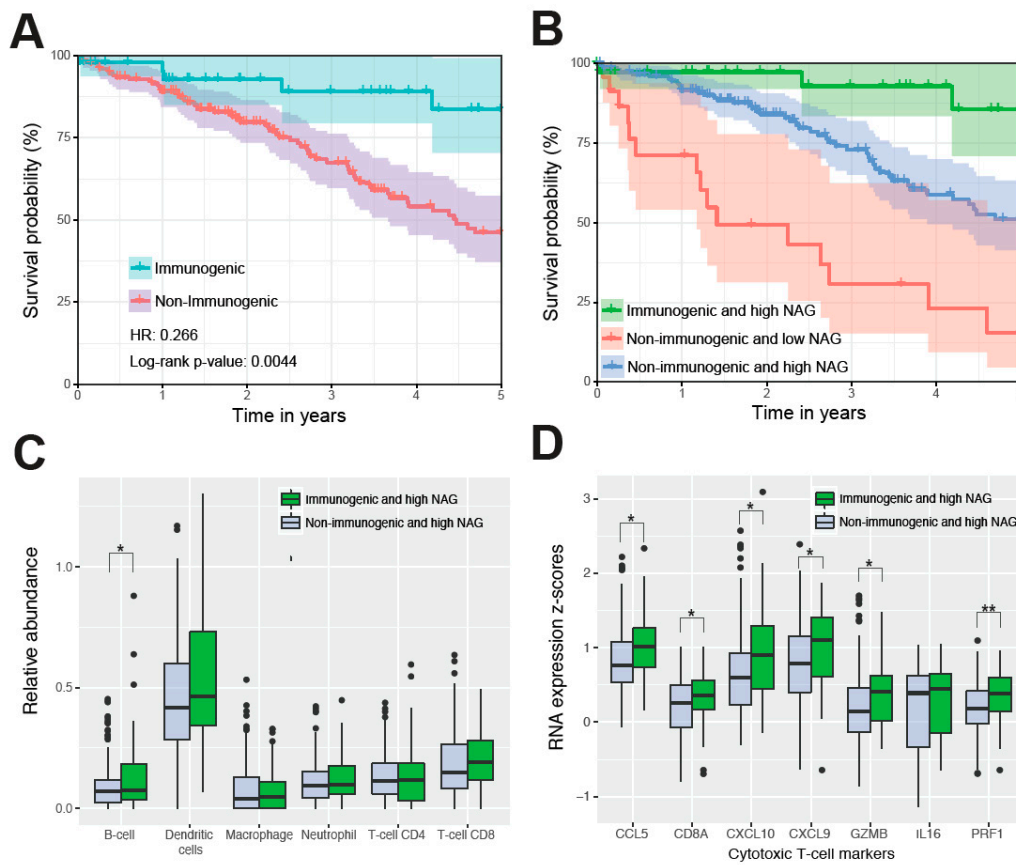 A
Survival probability (%)
100
75
50
25
0
Immunogenic
Non-Immunogenic
HR: 0.266
Log-rank p-value: 0.0044
0 1 2 3 4 5
Time in years
B
Survival probability (%)
100
75
50
25
0
Immunogenic and high NAG
Non-immunogenic and low NAG
Non-immunogenic and high NAG
0 1 2 3 4
Time in years
C
Relative abundance
1.0
0.5
0.0
Immunogenic and high NAG
Non-immunogenic and high NAG
*
B-cell Dendritic cells Macrophage Neutrophil T-cell CD4 T-cell CD8
D
RNA expression z-scores
3
2
1
0
−1
Immunogenic and high NAG
Non-immunogenic and high NAG
* * * * * **
CCL5 CD8A CXCL10 CXCL9 GZMB IL16 PRF1
Cytotoxic T-cell markers